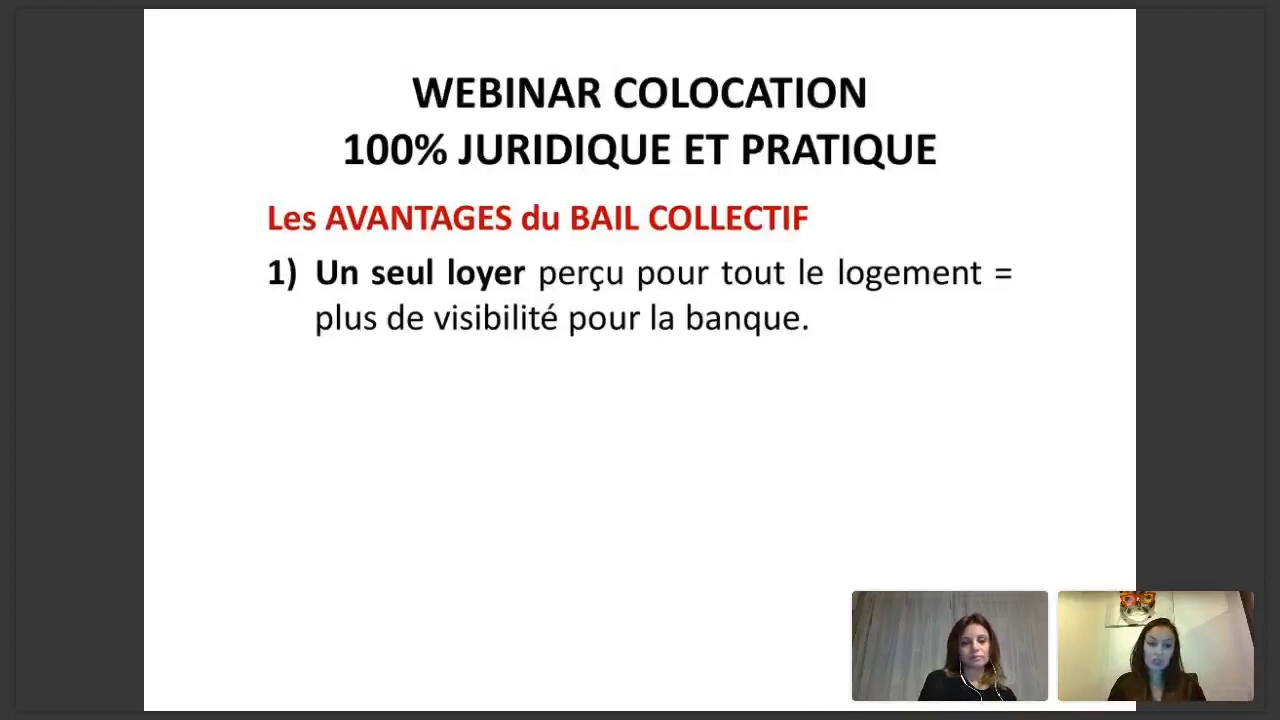 WEBINAR COLOCATION
100% JURIDIQUE ET PRATIQUE
Les AVANTAGES du BAIL COLLECTIF
1) Un seul loyer perçu pour tout le logement =
plus de visibilité pour la banque.